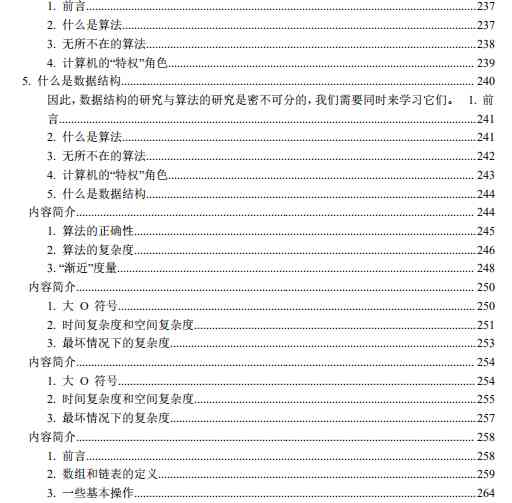 1. 前言........237
2. 什么是算法........237
3. 无所不在的算法........238
4. 计算机的“特权”角色........239
5. 什么是数据结构........240
因此，数据结构的研究与算法的研究是密不可分的，我们需要同时来学习它们。 1. 前
言........241
2. 什么是算法........241
3. 无所不在的算法........242
4. 计算机的“特权”角色........243
5. 什么是数据结构........244
内容简介........244
1. 算法的正确性........245
2. 算法的复杂度........246
3. “渐近”度量........248
内容简介........250
1. 大 O 符号........250
2. 时间复杂度和空间复杂度........251
3. 最坏情况下的复杂度........253
内容简介........254
1. 大 O 符号........254
2. 时间复杂度和空间复杂度........255
3. 最坏情况下的复杂度........257
内容简介........258
1. 前言........258
2. 数组和链表的定义........259
3. 一些基本操作........264